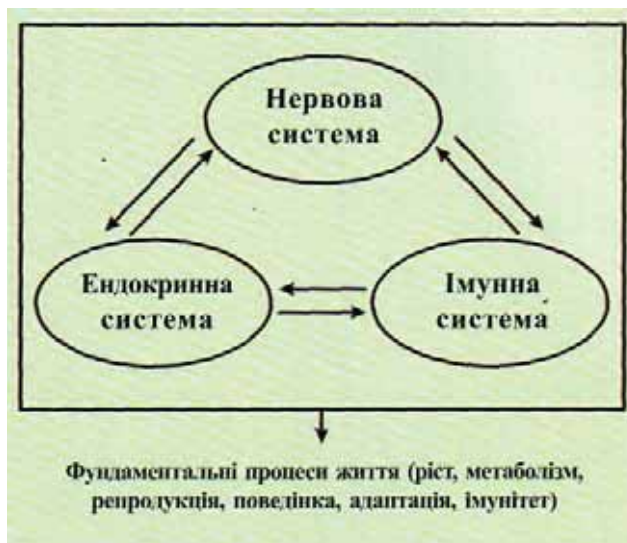 Нервова
система
Ендокринна
система
Імунна
система
Фундаментальні процеси життя (ріст, метаболізм,
репродукція, поведінка, адаптація, імунітет)